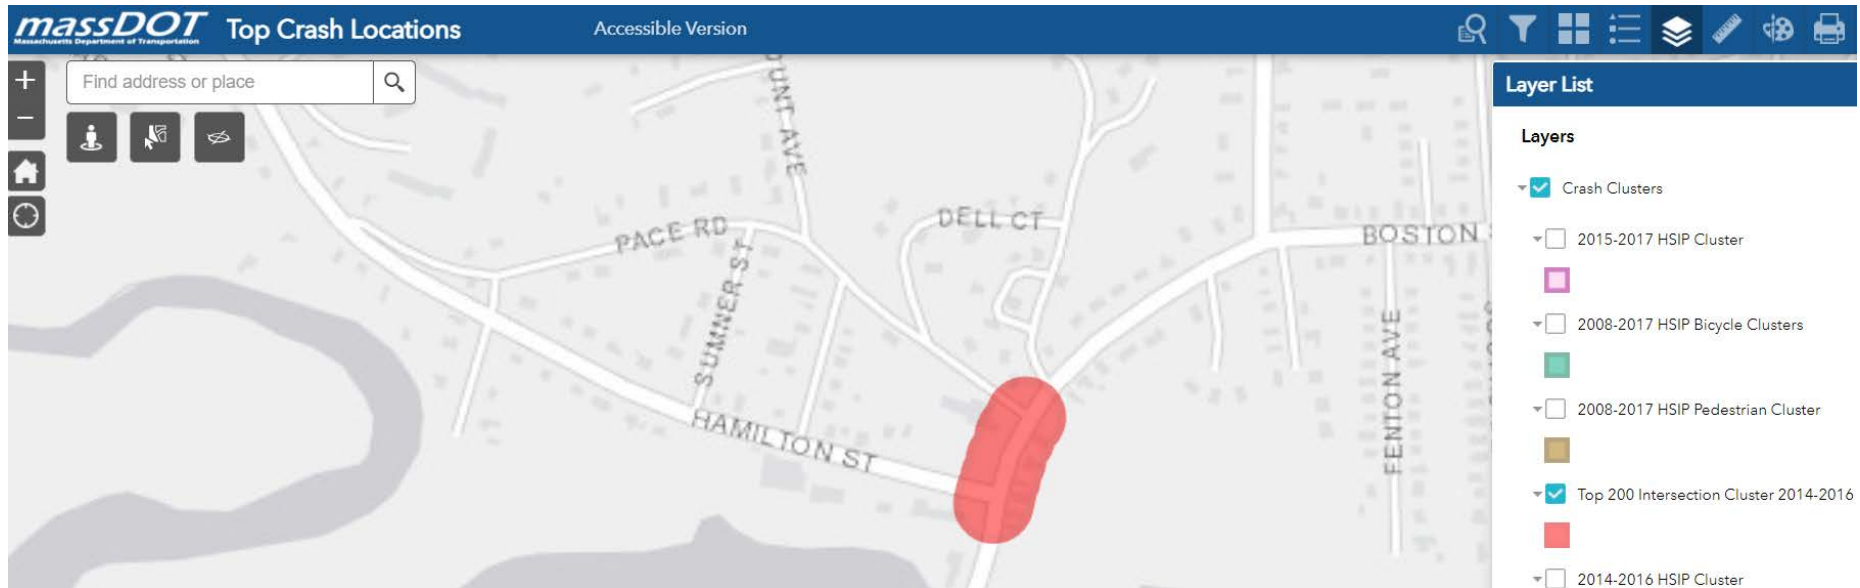 massDOT
Massachusetts Department of Transportation
Top Crash Locations
Accessible Version
Find address or place
Layer List
Layers
Crash Clusters
2015-2017 HSIP Cluster
2008-2017 HSIP Bicycle Clusters
2008-2017 HSIP Pedestrian Cluster
Top 200 Intersection Cluster 2014-2016
2014-2016 HSIP Cluster
AVE
PACE RD
SUMNER ST
DELL CT
BOSTON
FENTON AVE
HAMILTON ST